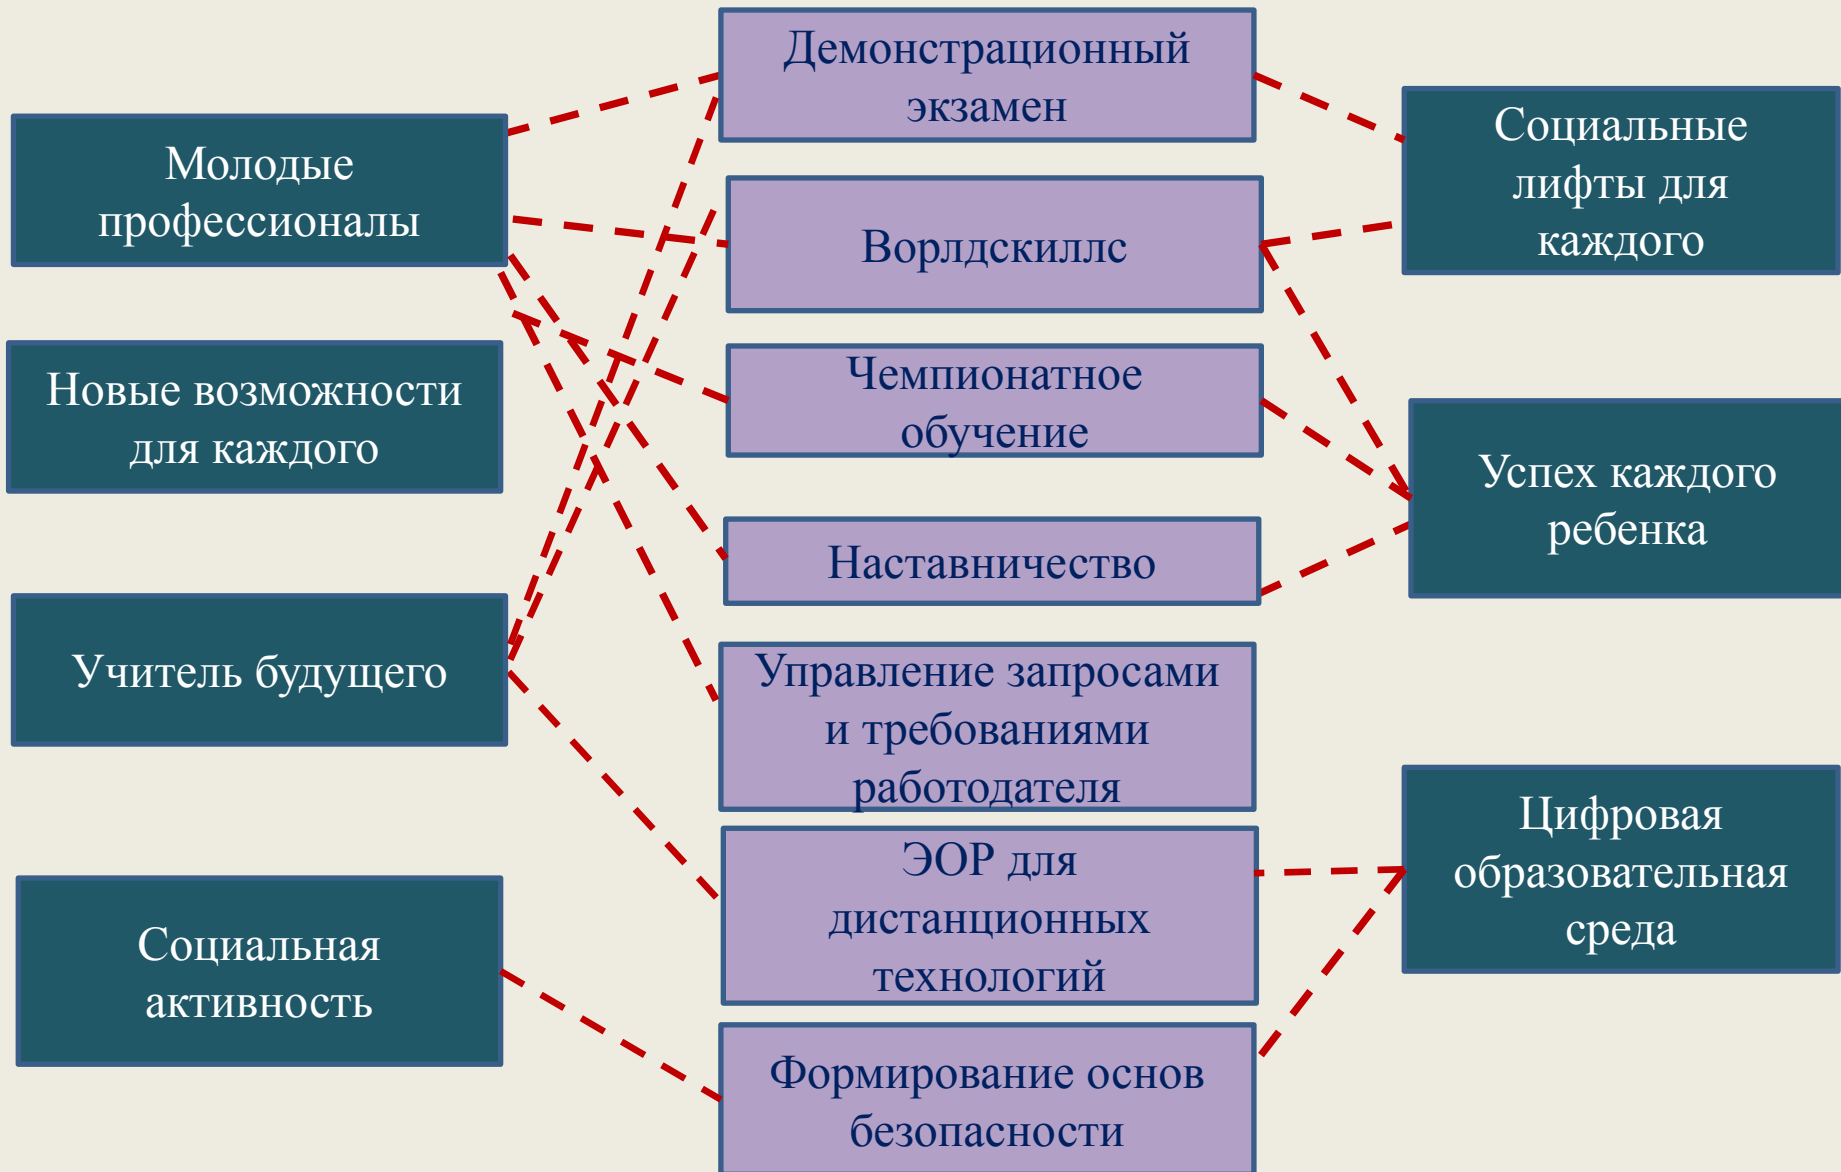 Молодые
профессионалы
Новые возможности
для каждого
Учитель будущего
Социальная
активность
Демонстрационный
экзамен
Ворлдскиллс
Чемпионатное
обучение
Наставничество
Управление запросами
и требованиями
работодателя
ЭОР для
дистанционных
технологий
Формирование основ
безопасности
Социальные
лифты для
каждого
Успех каждого
ребенка
Цифровая
образовательная
среда